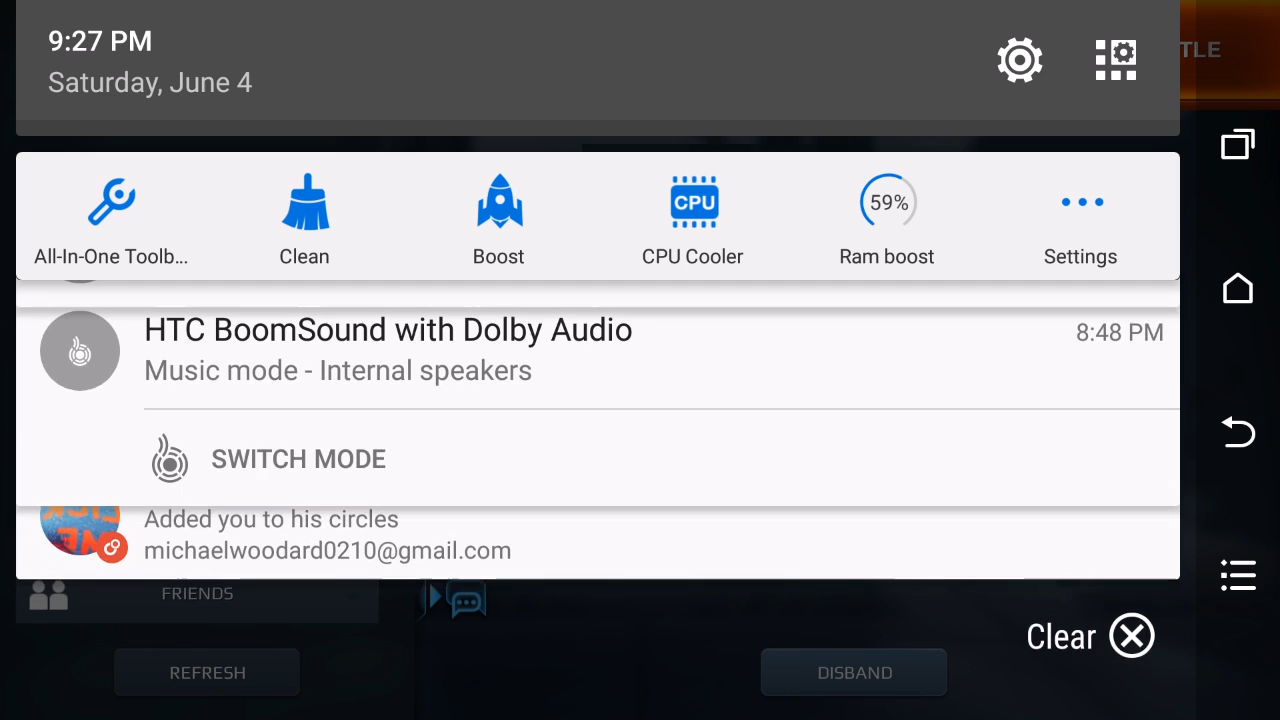 9:27 PM
Saturday, June 4
TLE
CPU
59%
All-In-One Toolb...
Clean
Boost
CPU Cooler
Ram boost
Settings
HTC BoomSound with Dolby Audio
8:48 PM
Music mode - Internal speakers
SWITCH MODE
Added you to his circles
michaelwoodard0210@gmail.com
FRIENDS
Clear
REFRESH
DISBAND